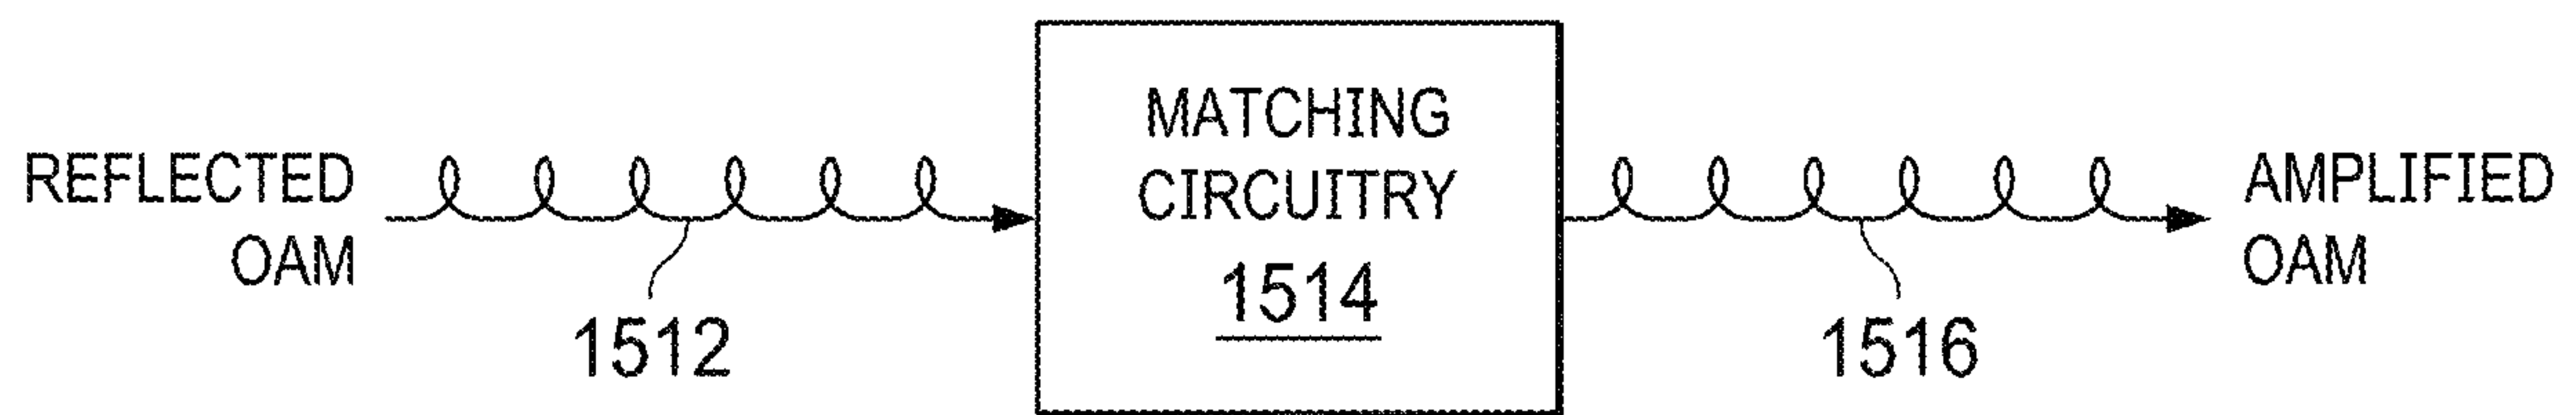 REFLECTED
OAM
1512
MATCHING
CIRCUITRY
1514
1516
AMPLIFIED
OAM